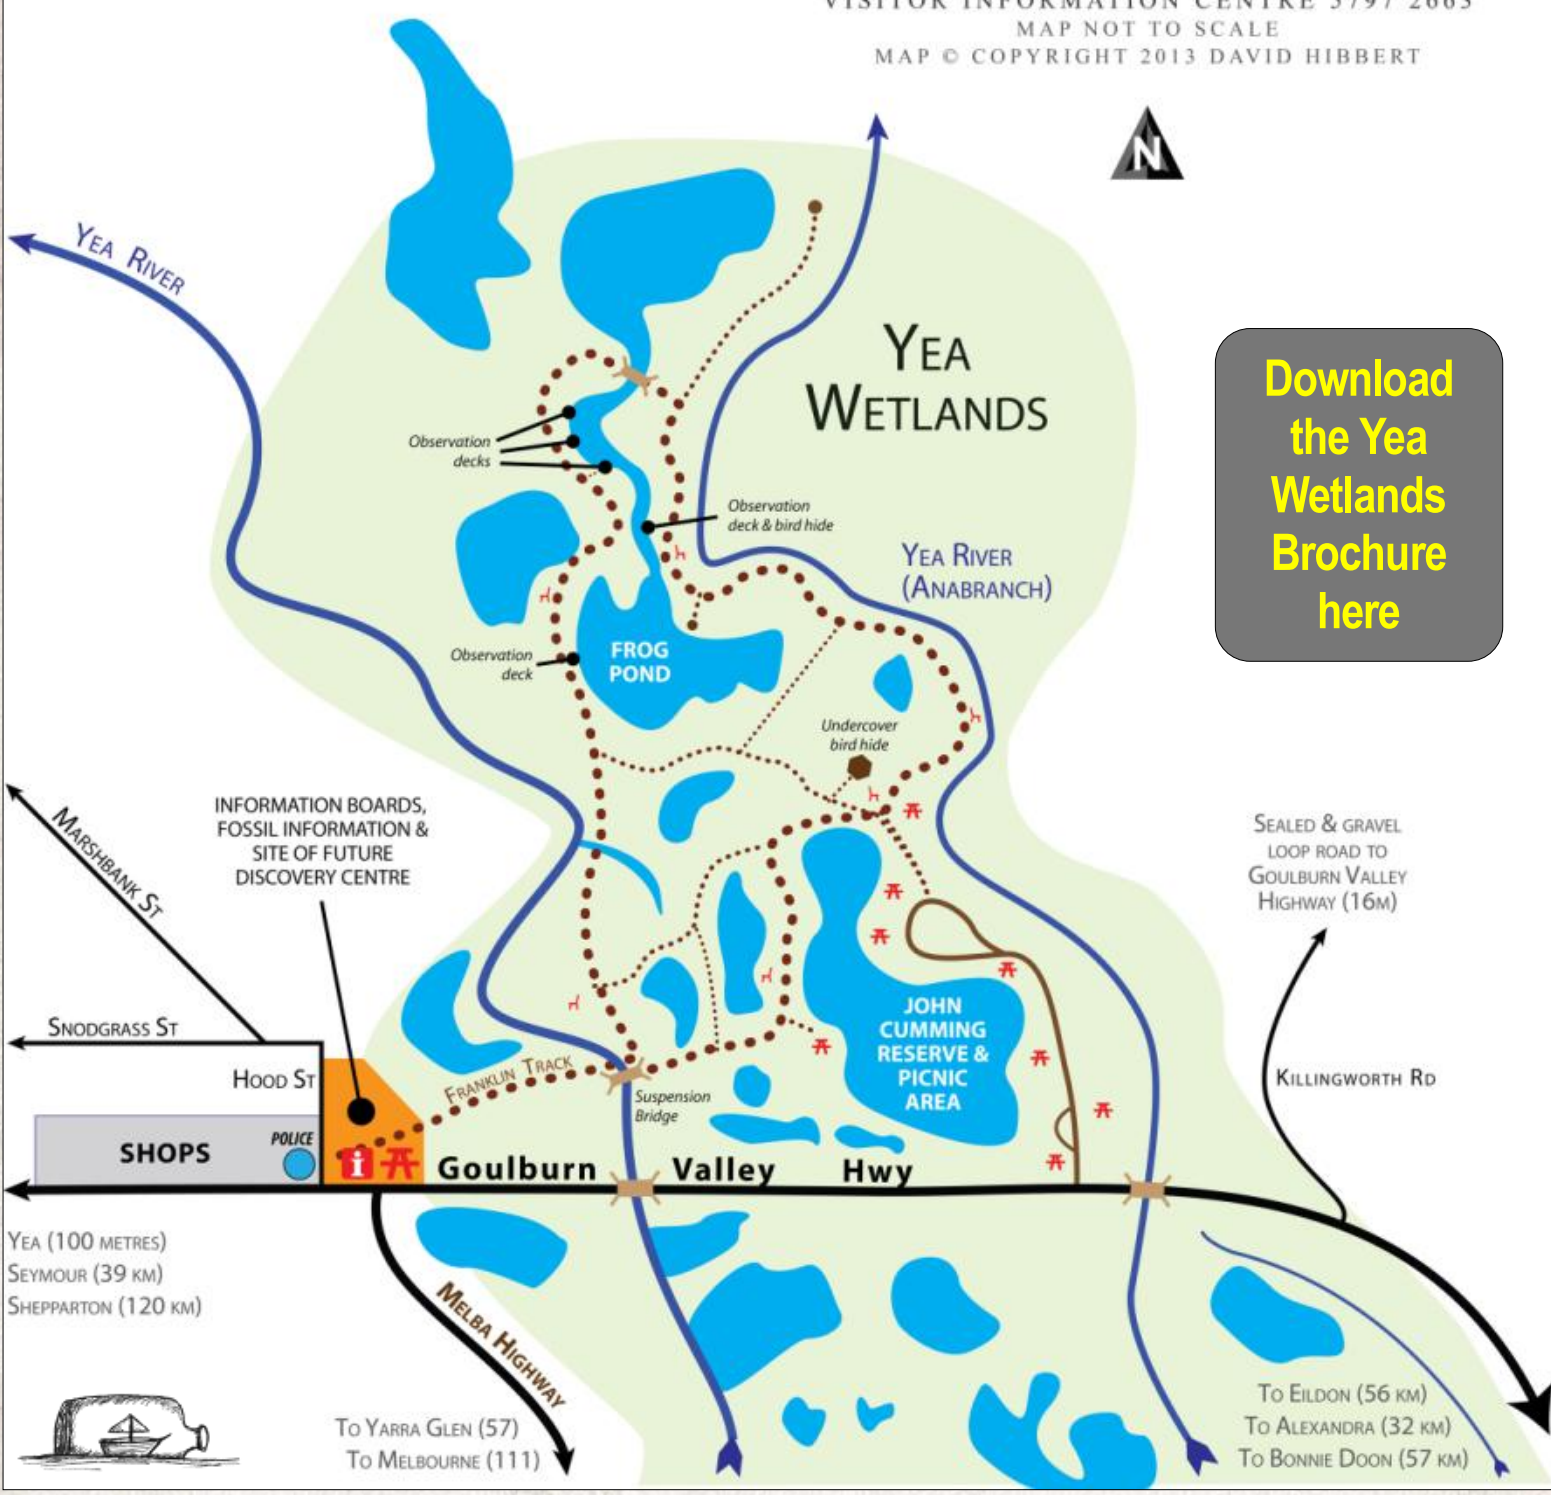 VISITOR INFORMATION CENTRE 5797 2663
MAP NOT TO SCALE
MAP © COPYRIGHT 2013 DAVID HIBBERT
N
YEA RIVER
YEA
WETLANDS
Download
the Yea
Wetlands
Brochure
here
Observation
decks
Observation
deck & bird hide
YEA RIVER
(ANABRANCH)
Observation
deck
FROG
POND
Undercover
bird hide
MARSHBANK ST
INFORMATION BOARDS,
FOSSIL INFORMATION &
SITE OF FUTURE
DISCOVERY CENTRE
SEALED & GRAVEL
LOOP ROAD TO
GOULBURN VALLEY
HIGHWAY (16M)
SNODGRASS ST
HOOD ST
FRANKLIN TRACK
JOHN
CUMMING
RESERVE &
PICNIC
AREA
KILLINGWORTH RD
Suspension
Bridge
SHOPS
POLICE
i
Goulburn Valley Hwy
YEA (100 METRES)
SEYMOUR (39 KM)
SHEPPARTON (120 KM)
MELBA HIGHWAY
TO YARRA GLEN (57)
TO MELBOURNE (111)
TO EILDON (56 KM)
TO ALEXANDRA (32 KM)
TO BONNIE DOON (57 KM)